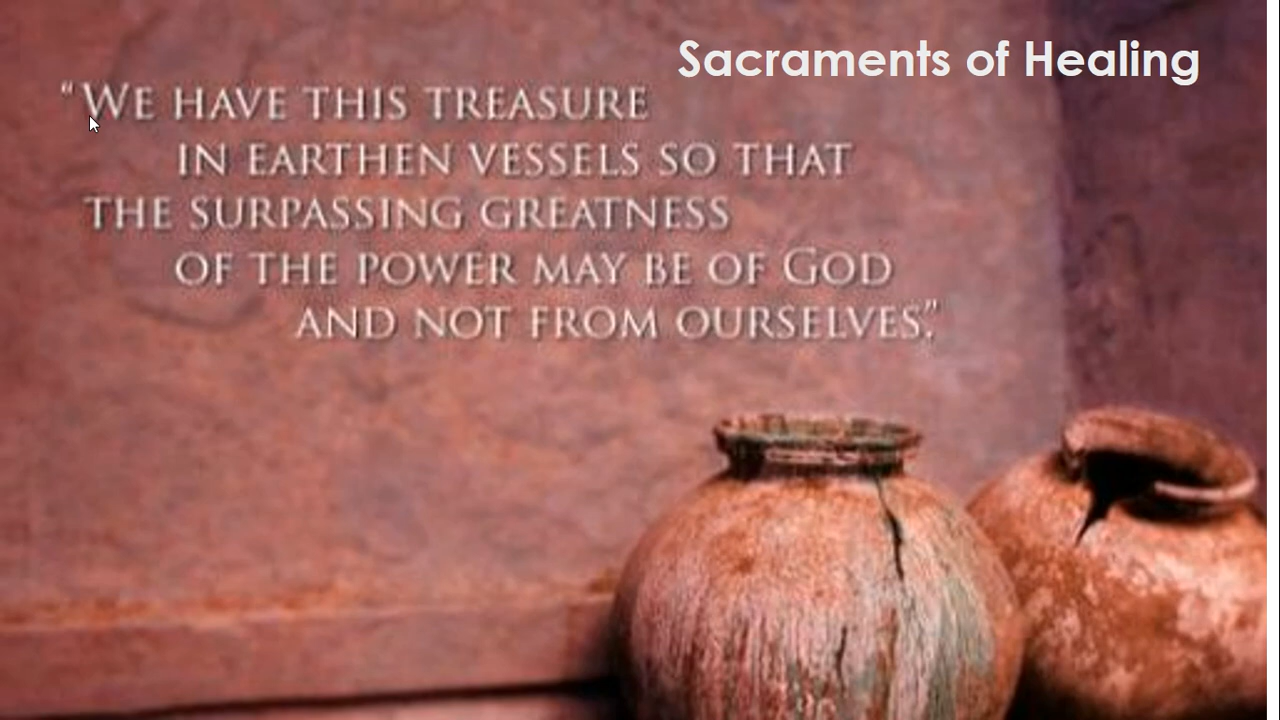 Sacraments of Healing
“WE HAVE THIS TREASURE
IN EARTHEN VESSELS SO THAT
THE SURPASSING GREATNESS
OF THE POWER MAY BE OF GOD
AND NOT FROM OURSELVES.”